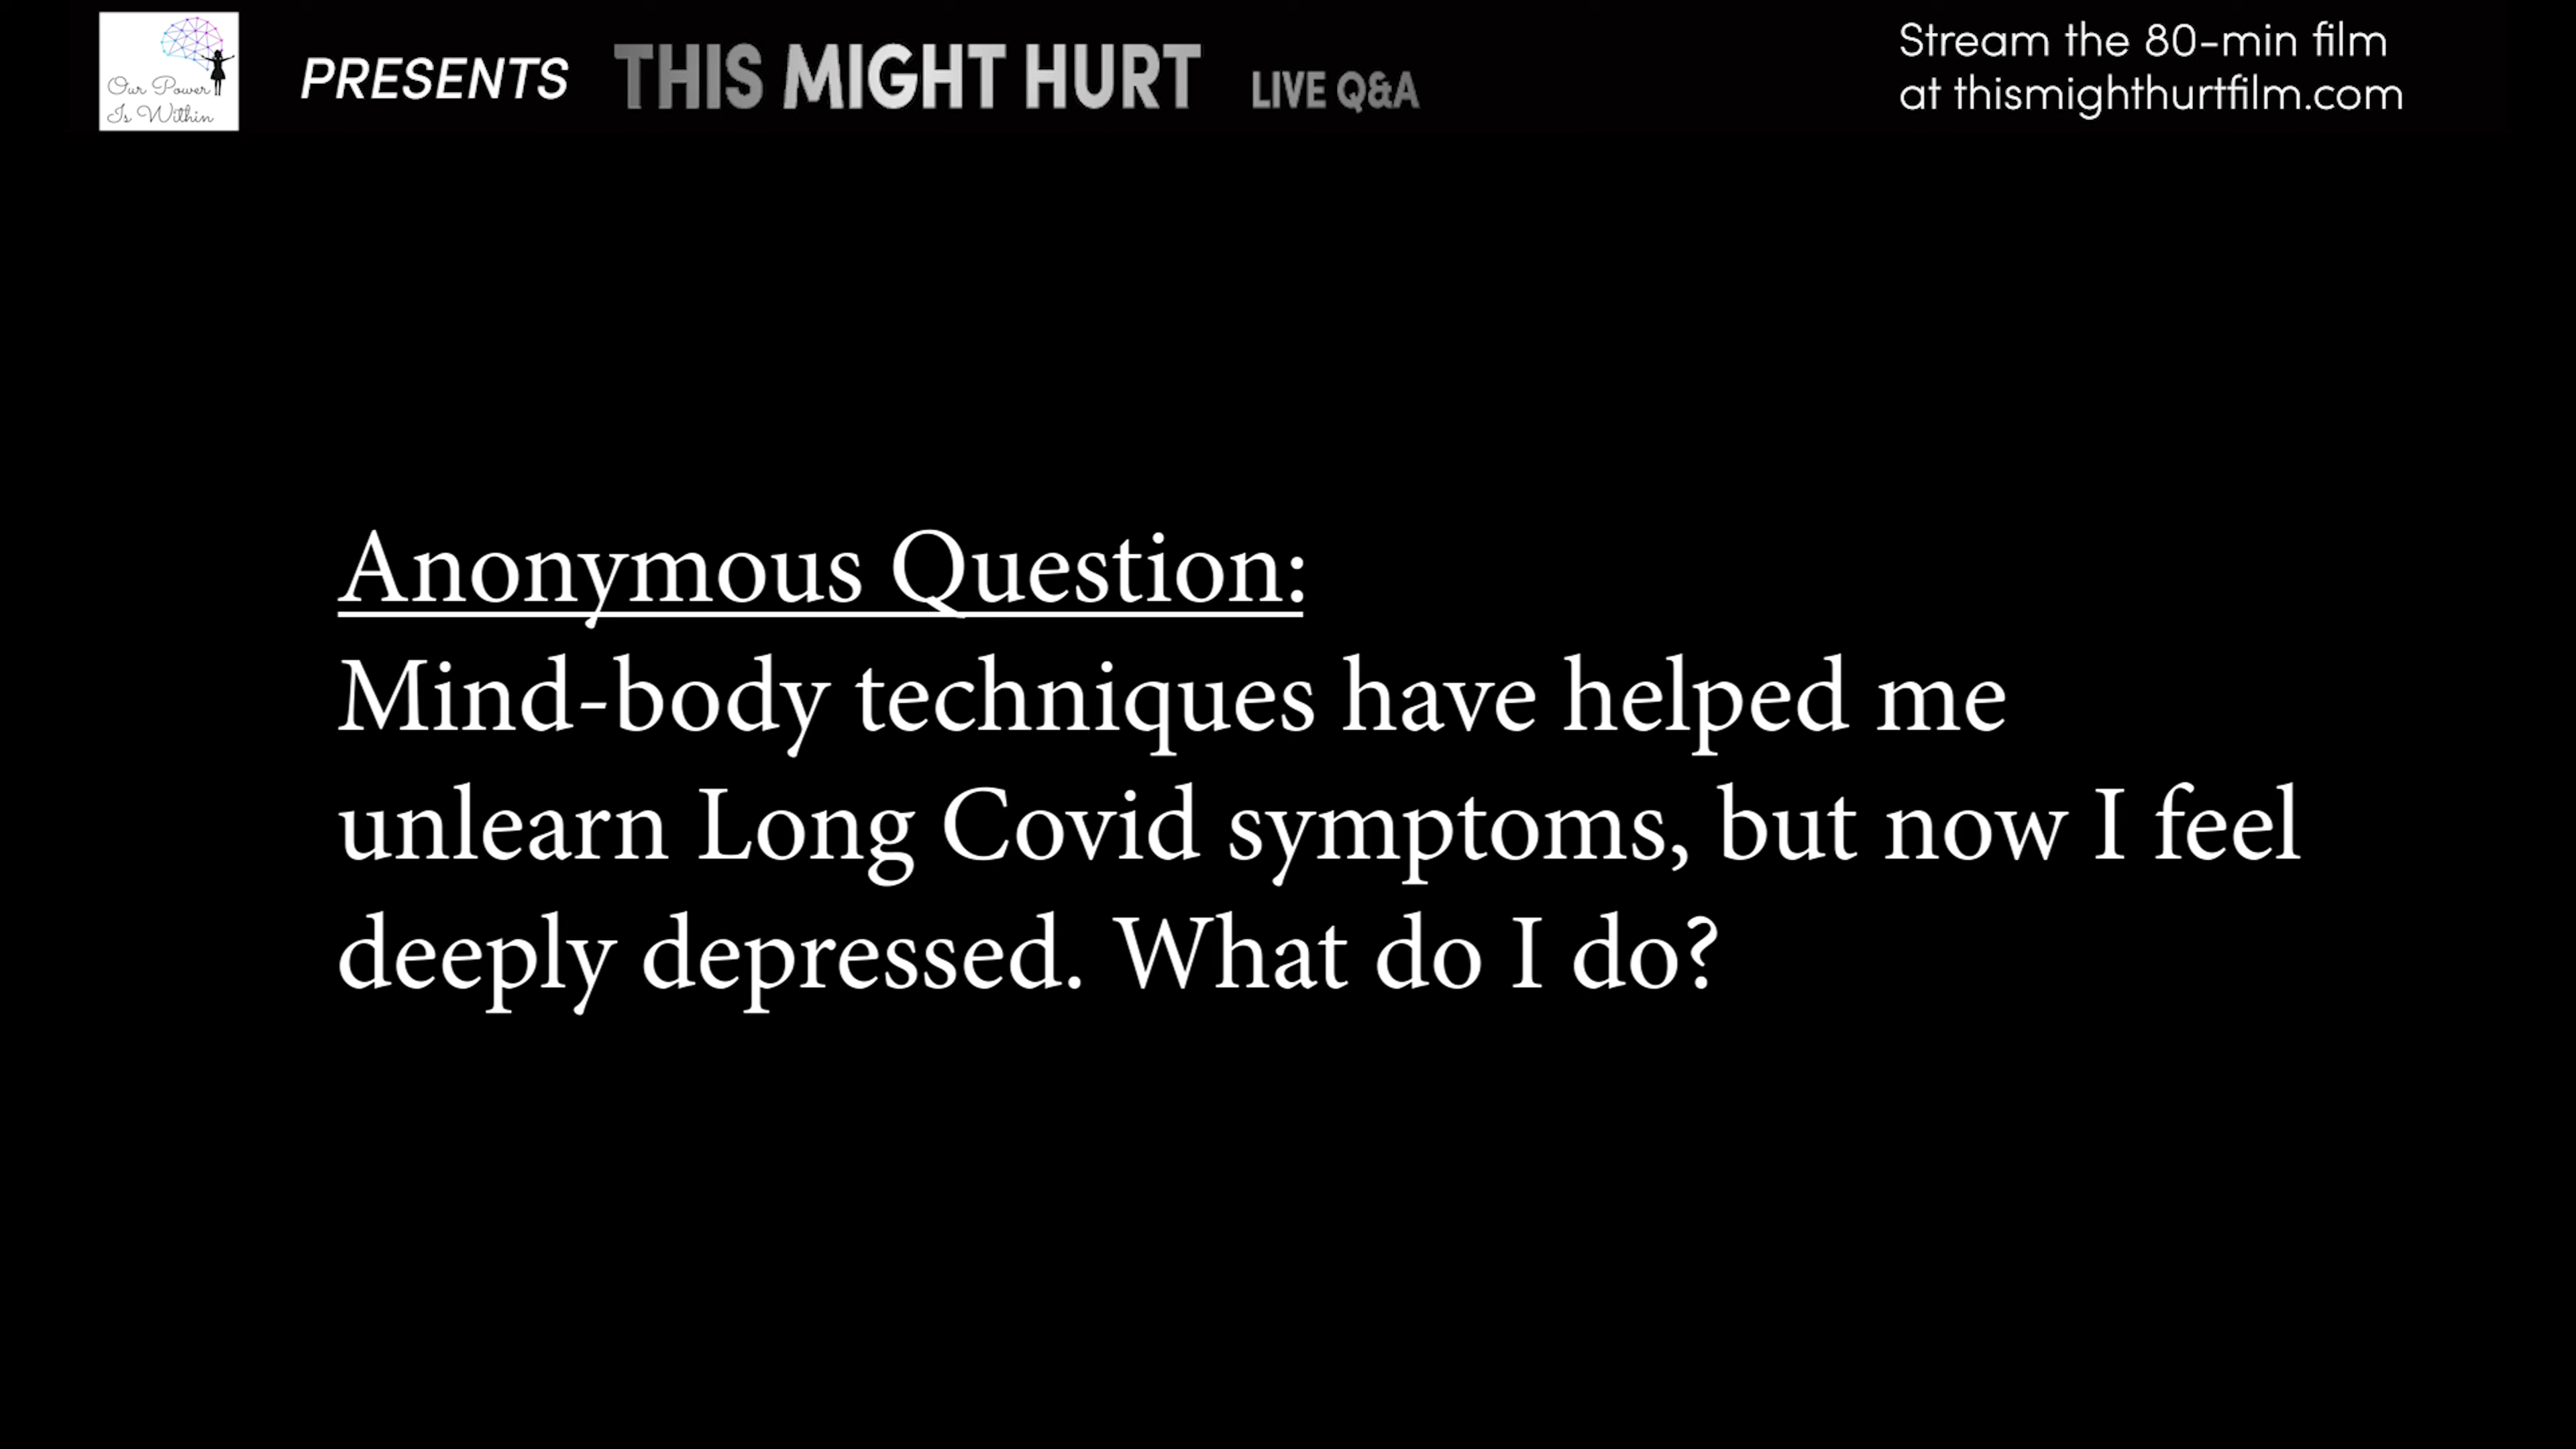 Our Power
Is Within
PRESENTS
THIS MIGHT HURT
LIVE Q&A
Stream the 80-min film
at thismighthurtfilm.com
Anonymous Question:
Mind-body techniques have helped me
unlearn Long Covid symptoms, but now I feel
deeply depressed. What do I do?